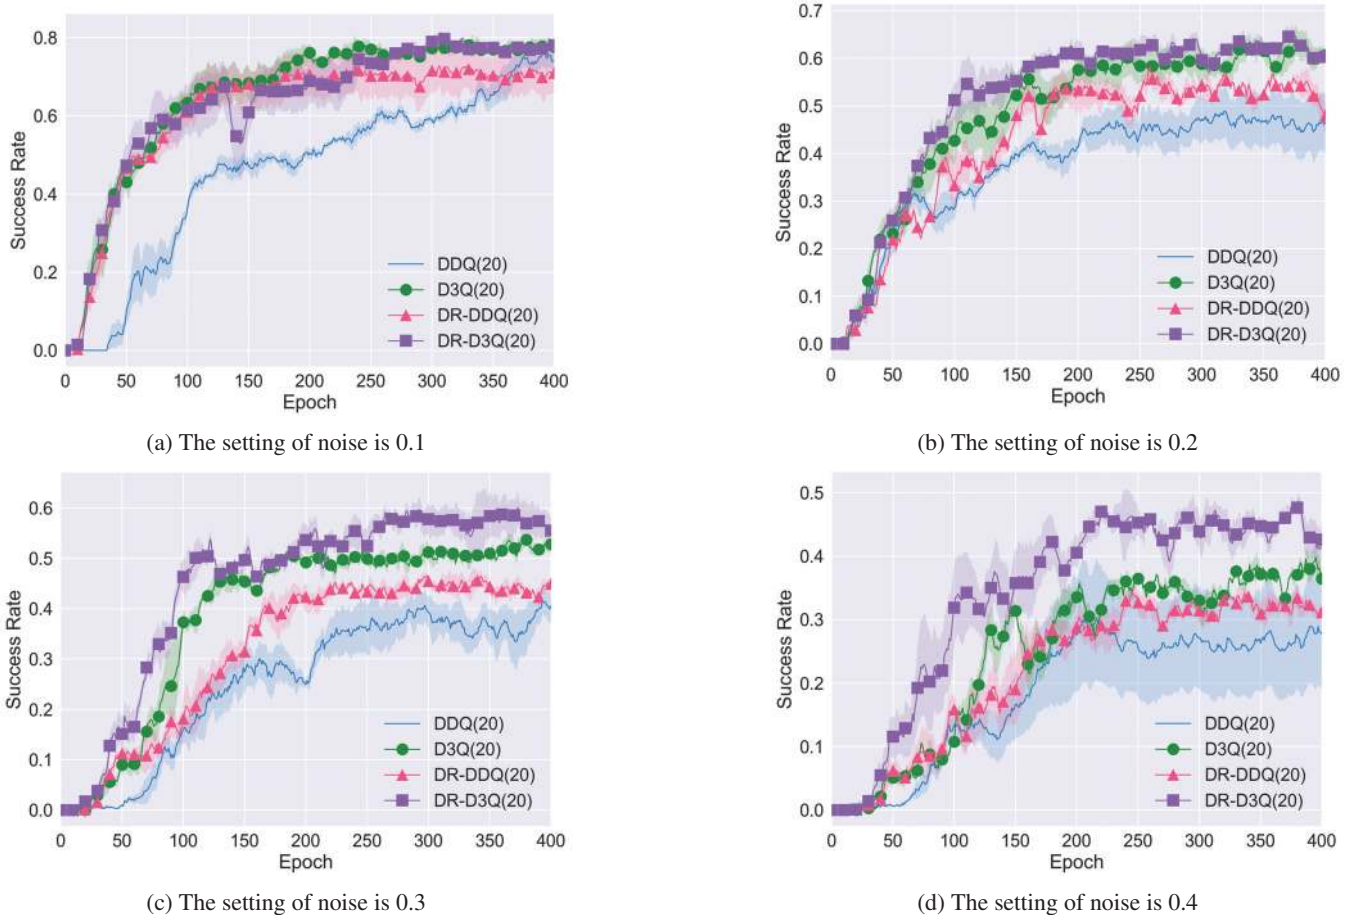 0.8
0.6
0.4
0.2
0.0
Success Rate
DDQ(20)
D3Q(20)
DR-DDQ(20)
DR-D3Q(20)
0 50 100 150 200 250 300 350 400
Epoch
(a) The setting of noise is 0.1
0.7
0.6
0.5
0.4
0.3
0.2
0.1
0.0
Success Rate
DDQ(20)
D3Q(20)
DR-DDQ(20)
DR-D3Q(20)
0 50 100 150 200 250 300 350 400
Epoch
(b) The setting of noise is 0.2
0.6
0.5
0.4
0.3
0.2
0.1
0.0
Success Rate
DDQ(20)
D3Q(20)
DR-DDQ(20)
DR-D3Q(20)
0 50 100 150 200 250 300 350 400
Epoch
(c) The setting of noise is 0.3
0.5
0.4
0.3
0.2
0.1
0.0
Success Rate
DDQ(20)
D3Q(20)
DR-DDQ(20)
DR-D3Q(20)
0 50 100 150 200 250 300 350 400
Epoch
(d) The setting of noise is 0.4